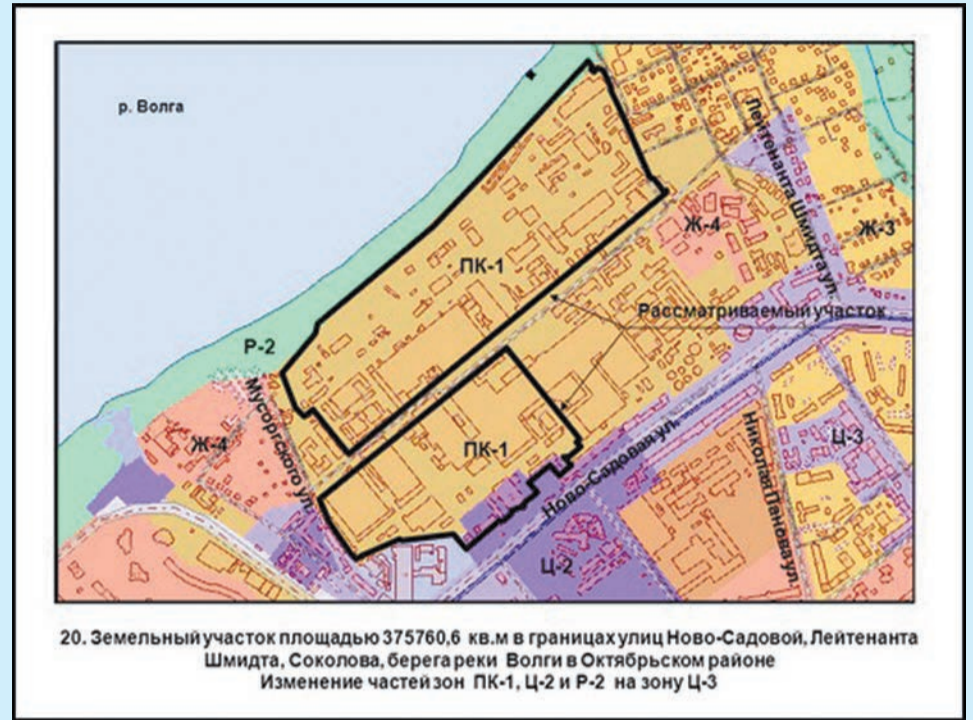 р. Волга
Лейтенанта Шмидта ул.
Ж-4
Ж-3
ПК-1
Рассматриваемый участок
Р-2
Мусоргского ул.
Ж-4
ПК-1
Ново-Садовая ул.
Николая Панова ул.
Ц-3
Ц-2
20. Земельный участок площадью 375760,6 кв.м в границах улиц Ново-Садовой, Лейтенанта
Шмидта, Соколова, берега реки Волги в Октябрьском районе
Изменение частей зон ПК-1, Ц-2 и Р-2 на зону Ц-3